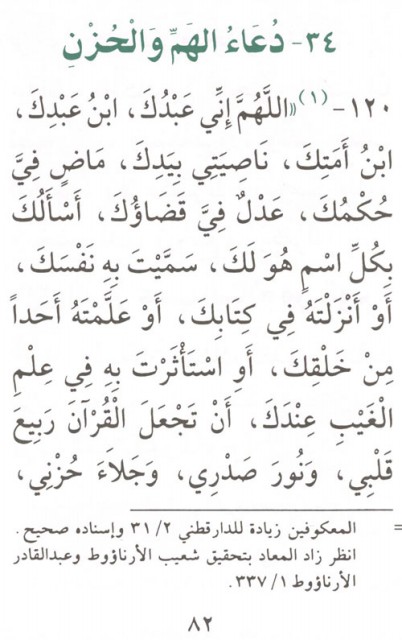 ٣٤- دُعَاءُ الهَمِّ وَالْحُزْنِ
١٢٠-(١)«اللَّهُمَّ إِنِّي عَبْدُكَ، ابْنُ عَبْدِكَ،
ابْنُ أَمَتِكَ، نَاصِيَتِي بِيَدِكَ، مَاضٍ فِيَّ
حُكْمُكَ، عَدْلٌ فِيَّ قَضَاؤُكَ، أَسْأَلُكَ
بِكُلِّ اسْمٍ هُوَ لَكَ، سَمَّيْتَ بِهِ نَفْسَكَ،
أَوْ أَنْزَلْتَهُ فِي كِتَابِكَ، أَوْ عَلَّمْتَهُ أَحَداً
مِنْ خَلْقِكَ، أَوِ اسْتَأْثَرْتَ بِهِ فِي عِلْمِ
الْغَيْبِ عِنْدَكَ، أَنْ تَجْعَلَ الْقُرْآنَ رَبِيعَ
قَلْبِي، وَنُورَ صَدْرِي، وَجَلاَءَ حُزْنِي،
= المعكوفين زيادة للدارقطني ٢/ ٣١ وإسناده صحيح.
انظر زاد المعاد بتحقيق شعيب الأرناؤوط وعبدالقادر
الأرناؤوط ١/ ٣٣٧.
٨٢